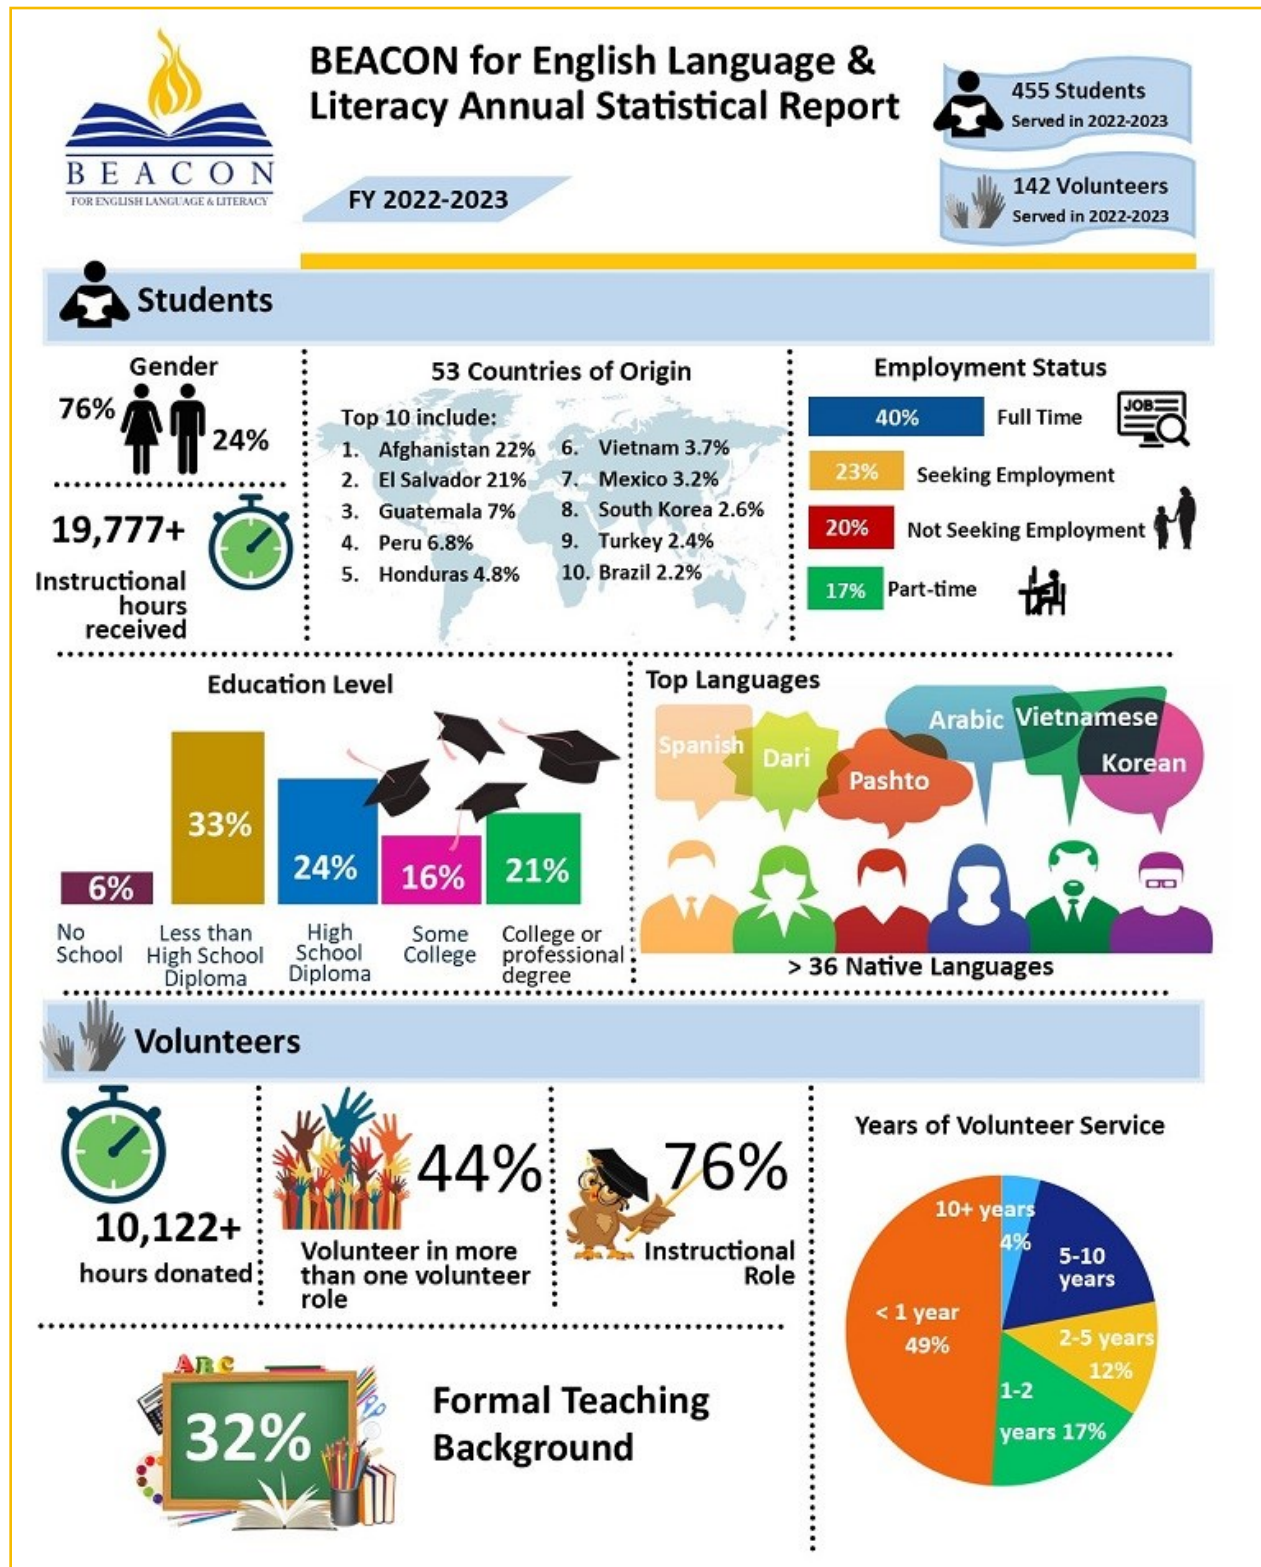 BEACON
FOR ENGLISH LANGUAGE & LITERACY
BEACON for English Language &
Literacy Annual Statistical Report
FY 2022-2023
455 Students
Served in 2022-2023
142 Volunteers
Served in 2022-2023
Students
Gender
76%
24%
19,777+
Instructional
hours
received
53 Countries of Origin
Top 10 include:
1. Afghanistan 22%
2. El Salvador 21%
3. Guatemala 7%
4. Peru 6.8%
5. Honduras 4.8%
6. Vietnam 3.7%
7. Mexico 3.2%
8. South Korea 2.6%
9. Turkey 2.4%
10. Brazil 2.2%
Employment Status
JOB
40% Full Time
23% Seeking Employment
20% Not Seeking Employment
17% Part-time
Education Level
6%
33%
24%
16%
21%
No
School
Less than
High School
Diploma
High
School
Diploma
Some
College
College or
professional
degree
Top Languages
Spanish
Dari
Pashto
Arabic
Vietnamese
Korean
> 36 Native Languages
Volunteers
10,122+
hours donated
44%
Volunteer in more
than one volunteer
role
76%
Instructional
Role
ABC
32%
Formal Teaching
Background
Years of Volunteer Service
10+ years
4%
5-10
years
2-5 years
12%
1-2
years 17%
< 1 year
49%